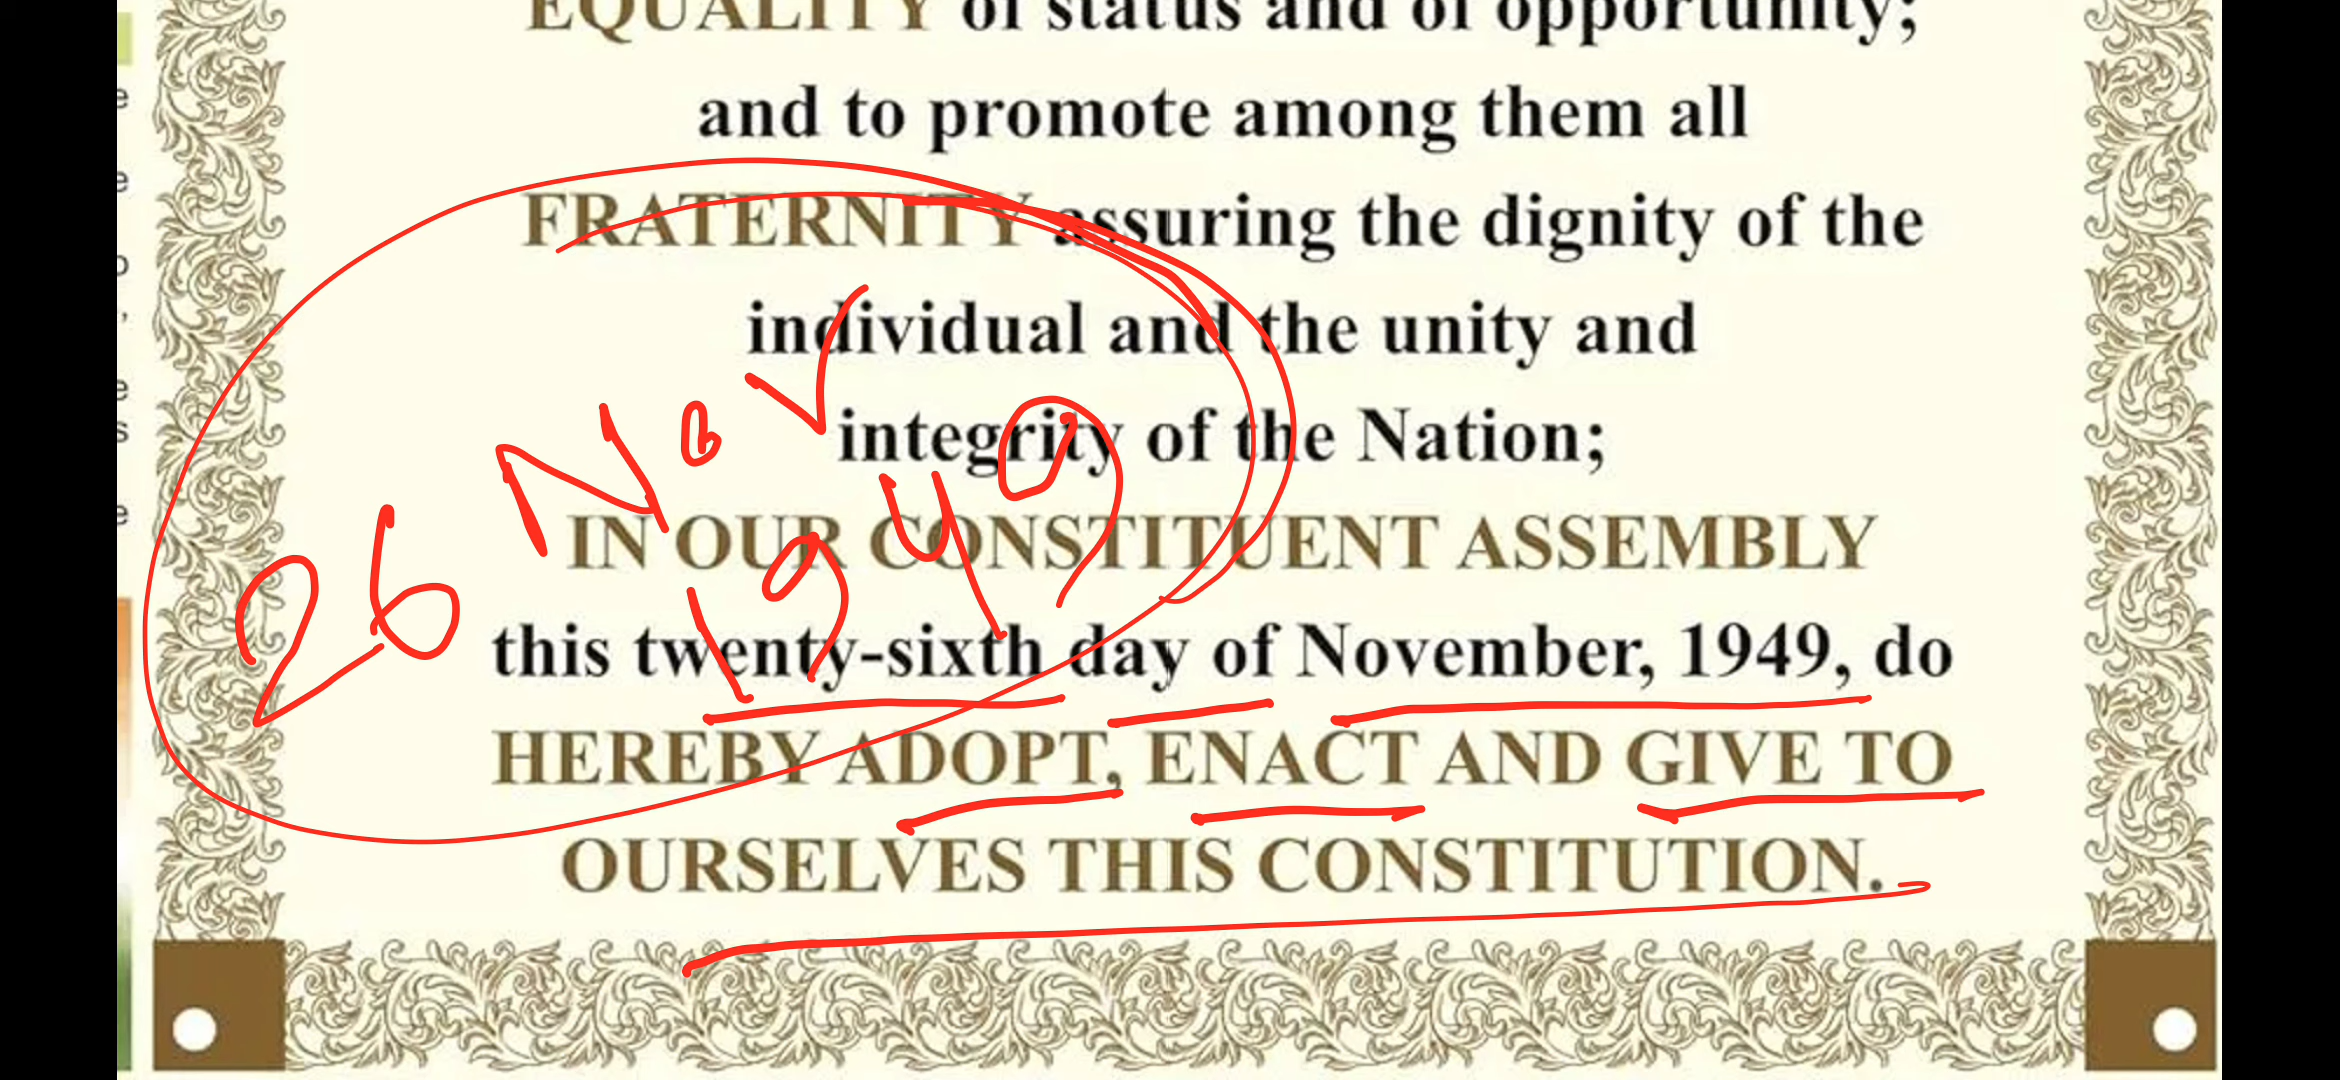 EQUALITY of status and of opportunity;
and to promote among them all
FRATERNITY assuring the dignity of the
individual and the unity and
integrity of the Nation;
IN OUR CONSTITUENT ASSEMBLY
this twenty-sixth day of November, 1949, do
HEREBY ADOPT, ENACT AND GIVE TO
OURSELVES THIS CONSTITUTION.
26 Nov
1949